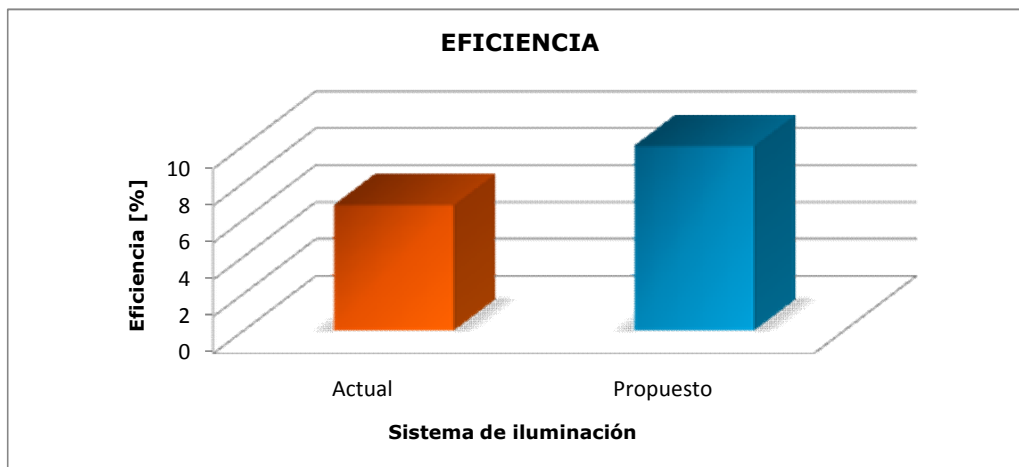 EFICIENCIA
Eficiencia [%]
10
8
6
4
2
0
Actual
Propuesto
Sistema de iluminación